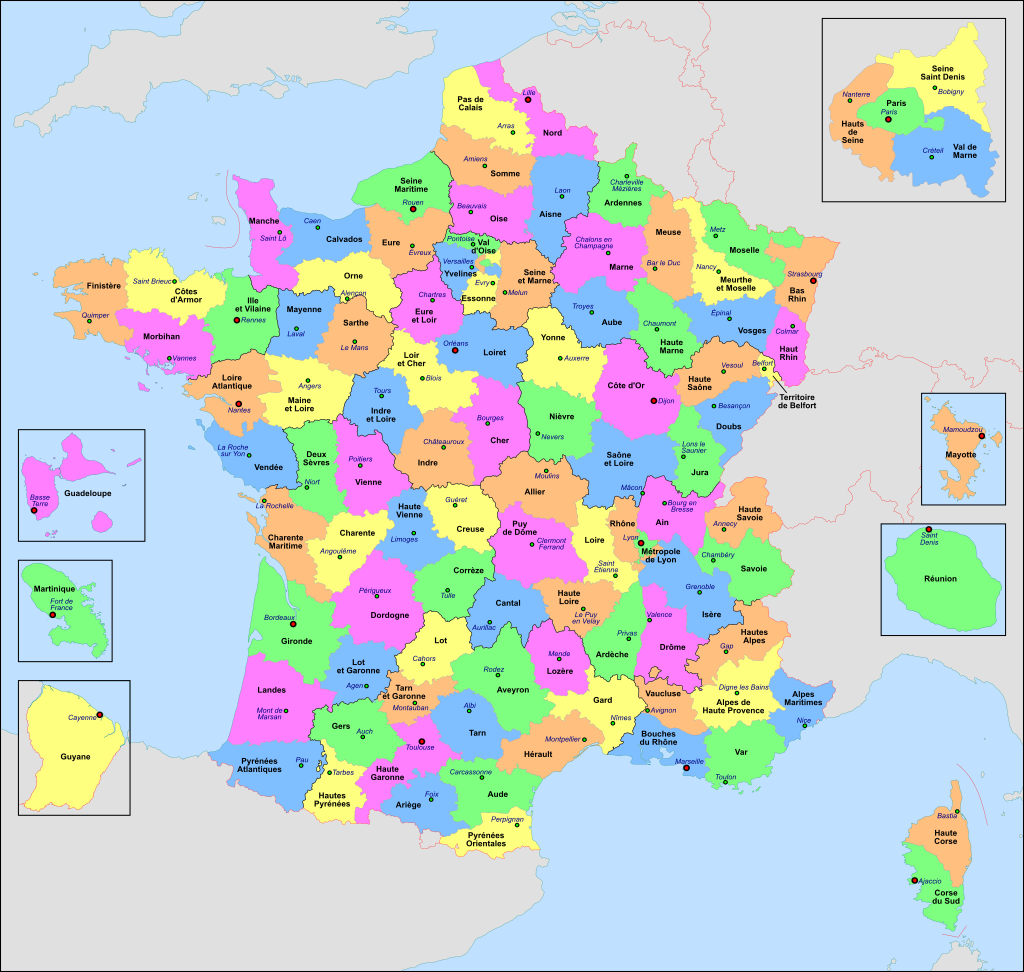 Lille
Pas de
Calais
Arras
Nord
Amiens
Somme
Seine
Maritime
Rouen
Beauvais
Oise
Laon
Aisne
Charleville
Mézières
Ardennes
Manche
Saint Lô
Caen
Calvados
Eure
Evreux
Pontoise
Val
d'Oise
Versailles
Yvelines
Evry
Essonne
Seine
et Marne
Melun
Chalons en
Champagne
Marne
Meuse
Bar le Duc
Metz
Moselle
Nancy
Meurthe
et Moselle
Strasbourg
Bas
Rhin
Finistère
Quimper
Saint Brieuc
Côtes
d'Armor
Morbihan
Vannes
Ille
et Vilaine
Rennes
Orne
Alençon
Mayenne
Laval
Sarthe
Le Mans
Chartres
Eure
et Loir
Orléans
Loiret
Loir
et Cher
Blois
Yonne
Auxerre
Troyes
Aube
Chaumont
Haute
Marne
Épinal
Vosges
Colmar
Haut
Rhin
Loire
Atlantique
Nantes
Angers
Maine
et Loire
Tours
Indre
et Loire
Bourges
Cher
Châteauroux
Indre
Nièvre
Nevers
Côte d'Or
Dijon
Haute
Saône
Vesoul
Belfort
Territoire
de Belfort
Besançon
Doubs
Lons le
Saunier
Jura
Saône
et Loire
Mâcon
La Roche
sur Yon
Vendée
Deux
Sèvres
Niort
Poitiers
Vienne
La Rochelle
Charente
Maritime
Charente
Angoulême
Haute
Vienne
Limoges
Guéret
Creuse
Moulins
Allier
Puy
de Dôme
Clermont
Ferrand
Loire
Saint
Etienne
Rhône
Lyon
Métropole
de Lyon
Bourg en
Bresse
Ain
Haute
Savoie
Annecy
Chambéry
Savoie
Grenoble
Isère
Périgueux
Dordogne
Corrèze
Tulle
Cantal
Aurillac
Haute
Loire
Le Puy
en Velay
Privas
Ardèche
Valence
Drôme
Hautes
Alpes
Gap
Bordeaux
Gironde
Lot
et Garonne
Agen
Lot
Cahors
Tarn
et Garonne
Montauban
Rodez
Aveyron
Mende
Lozère
Gard
Nîmes
Vaucluse
Avignon
Digne les Bains
Alpes de
Haute Provence
Alpes
Maritimes
Nice
Landes
Mont de
Marsan
Gers
Auch
Toulouse
Haute
Garonne
Albi
Tarn
Montpellier
Hérault
Bouches
du Rhône
Marseille
Var
Toulon
Pyrénées
Atlantiques
Pau
Tarbes
Hautes
Pyrénées
Foix
Ariège
Carcassonne
Aude
Perpignan
Pyrénées
Orientales
Bastia
Haute
Corse
Ajaccio
Corse
du Sud
Seine
Saint Denis
Bobigny
Nanterre
Hauts
de
Seine
Paris
Paris
Créteil
Val de
Marne
Mamoudzou
Mayotte
Saint
Denis
Réunion
Guadeloupe
Basse
Terre
Martinique
Fort de
France
Cayenne
Guyane